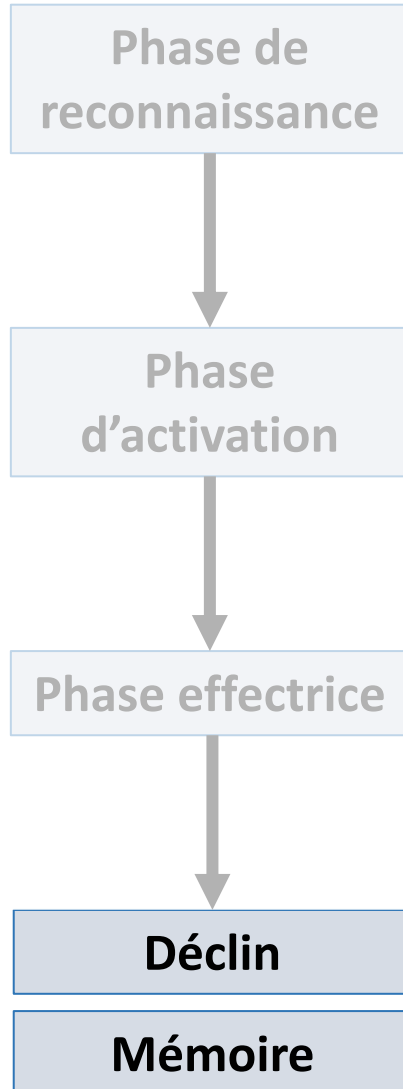 Phase de
reconnaissance
Phase
d’activation
Phase effectrice
Déclin
Mémoire